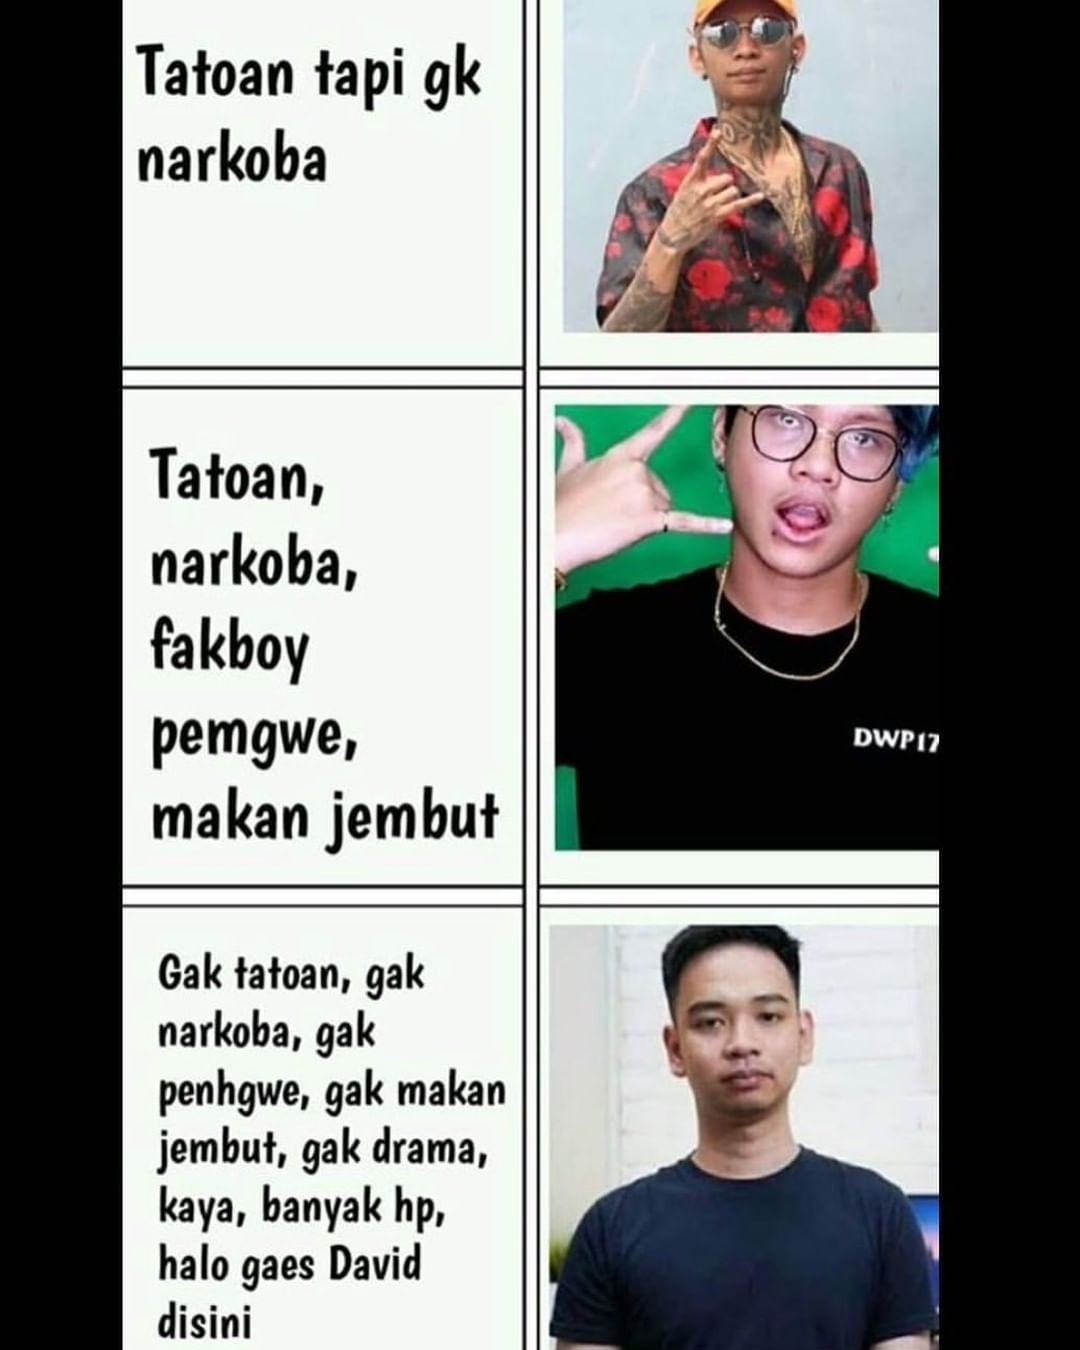 Tatoan tapi gk
narkoba
Tatoan,
narkoba,
fakboy
pemgwe,
makan jembut
DWP17
Gak tatoan, gak
narkoba, gak
penhgwe, gak makan
jembut, gak drama,
kaya, banyak hp,
halo gaes David
disini